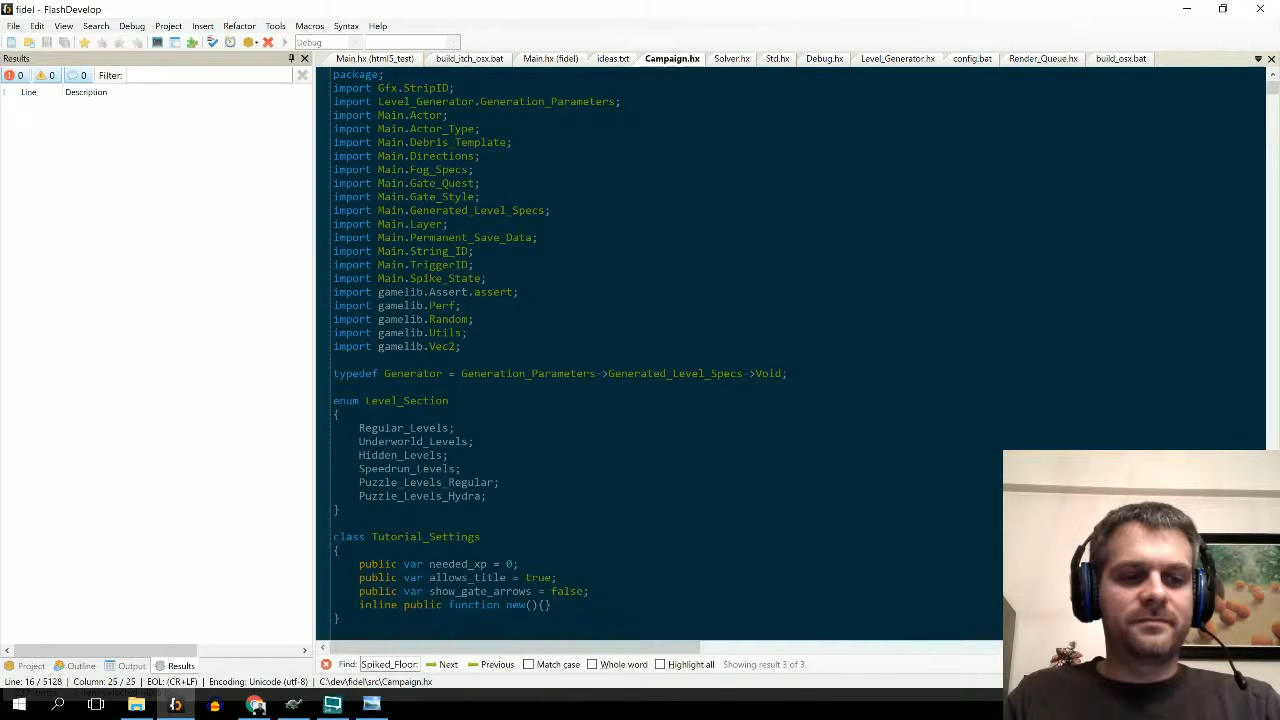 fidel - FlashDevelop
File Edit View Search Debug Project Insert Refactor Tools Macros Syntax Help
Debug
Results
Main.hx (html5_test) build_itch_osx.bat Main.hx (fidel) ideas.txt Campaign.hx Solver.hx Std.hx Debug.hx Level_Generator.hx config.bat Render_Queue.hx build_osx.bat
0 0 0 Filter:
! Line Description
package;
import Gfx.StripID;
import Level_Generator.Generation_Parameters;
import Main.Actor;
import Main.Actor_Type;
import Main.Debris_Template;
import Main.Directions;
import Main.Fog_Specs;
import Main.Gate_Quest;
import Main.Gate_Style;
import Main.Generated_Level_Specs;
import Main.Layer;
import Main.Permanent_Save_Data;
import Main.String_ID;
import Main.TriggerID;
import Main.Spike_State;
import gamelib.Assert.assert;
import gamelib.Perf;
import gamelib.Random;
import gamelib.Utils;
import gamelib.Vec2;
typedef Generator = Generation_Parameters->Generated_Level_Specs->Void;
enum Level_Section
{
Regular_Levels;
Underworld_Levels;
Hidden_Levels;
Speedrun_Levels;
Puzzle_Levels_Regular;
Puzzle_Levels_Hydra;
}
class Tutorial_Settings
{
public var needed_xp = 0;
public var allows_title = true;
public var show_gate_arrows = false;
inline public function new(){}
}
Project Outline Output Results
Find: Spiked_Floor: Next Previous Match case Whole word Highlight all Showing result 3 of 3.
Line: 16 / 5128 Column: 25 / 25 EOL: (CR+LF) Encoding: Unicode (utf-8) C:\dev\fidel\src\Campaign.hx